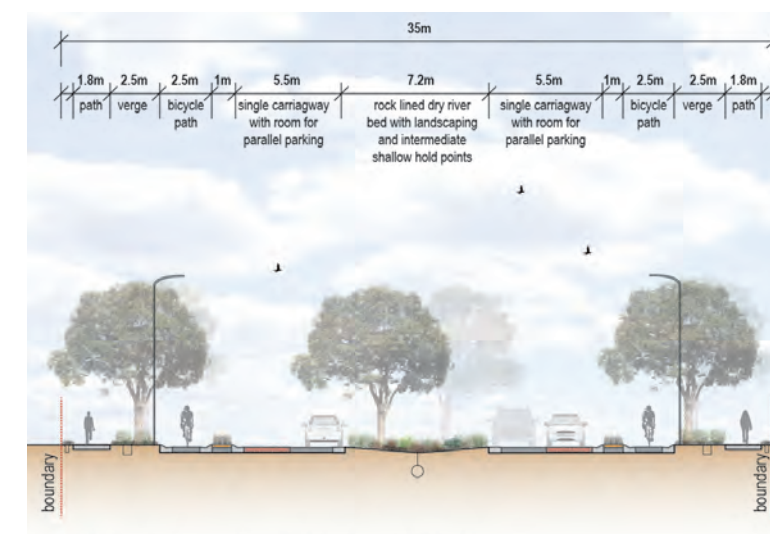 35m
1.8m 2.5m 2.5m 1m 5.5m 7.2m 5.5m 1m 2.5m 2.5m 1.8m
path verge bicycle path single carriagway with room for parallel parking rock lined dry river bed with landscaping and intermediate shallow hold points single carriagway with room for parallel parking bicycle path verge path
boundary
boundary